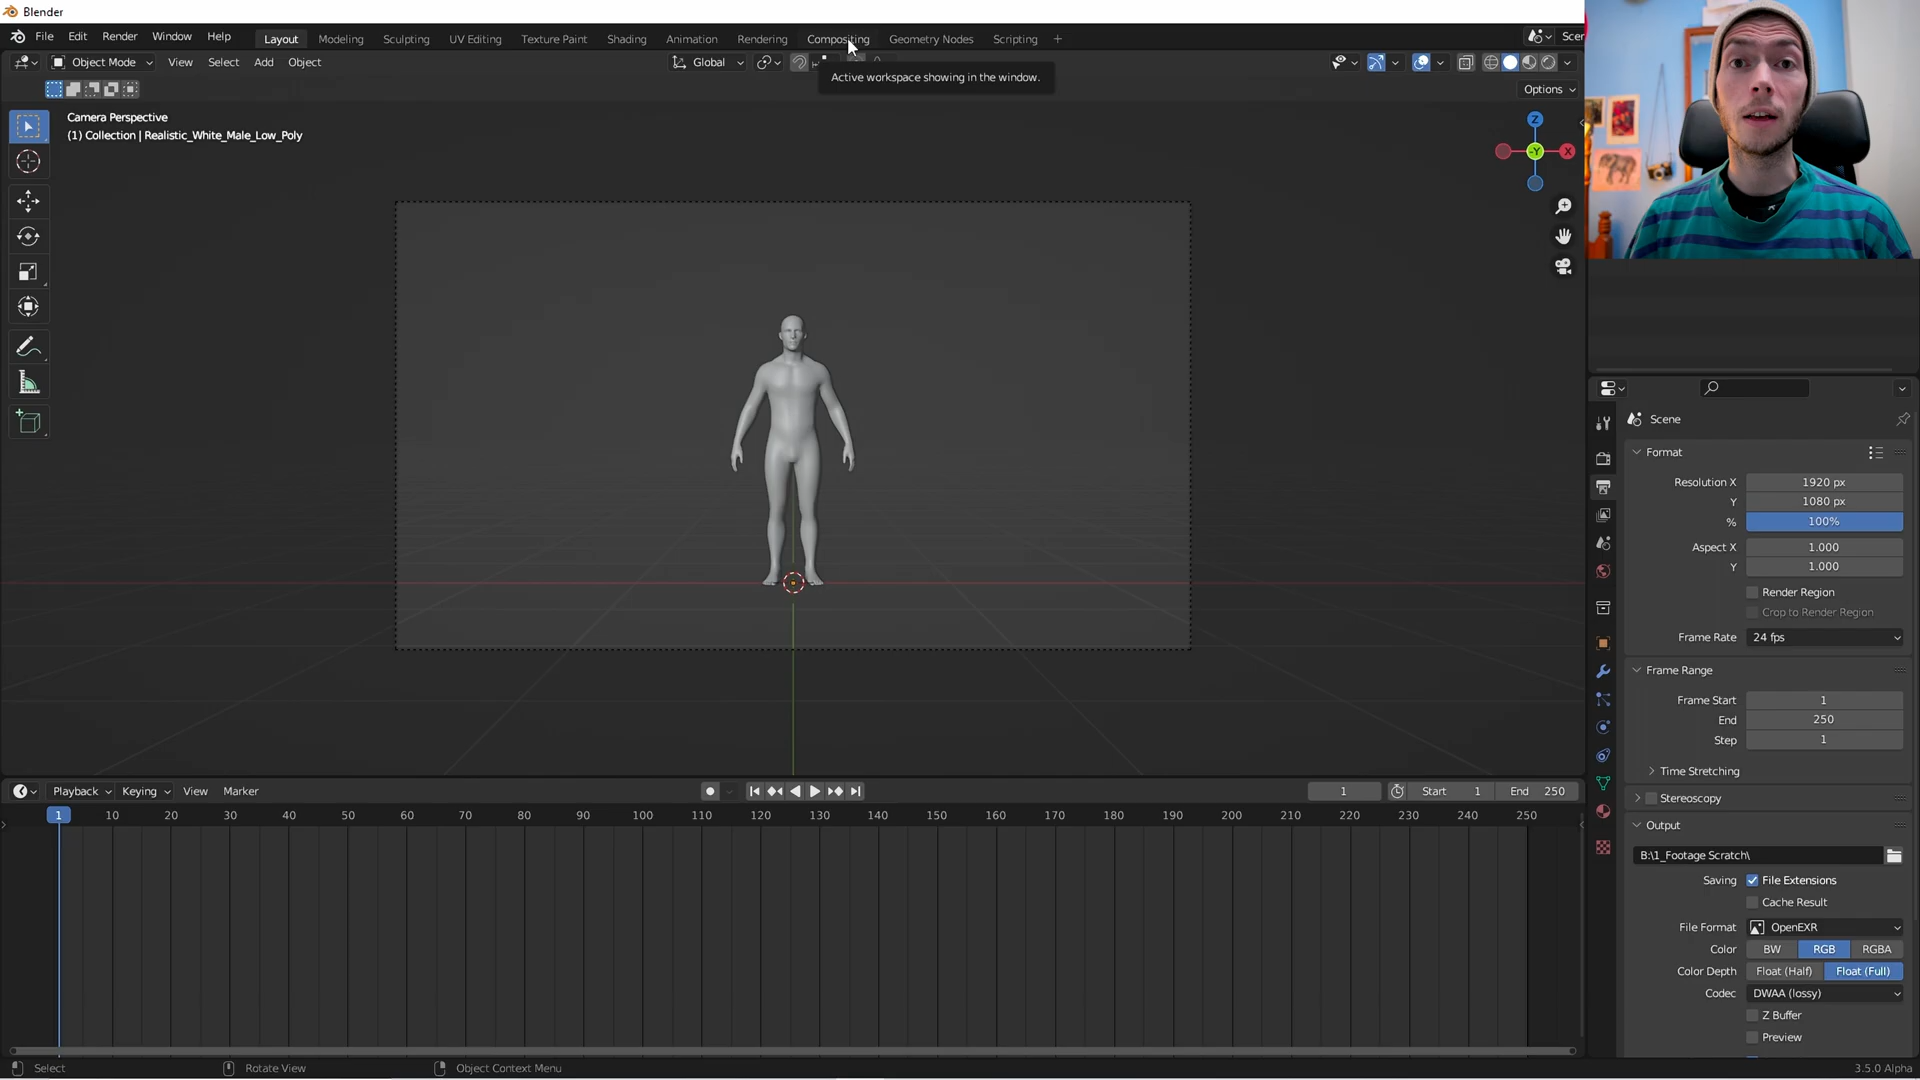 Blender
File Edit Render Window Help Layout Modeling Sculpting UV Editing Texture Paint Shading Animation Rendering Compositing Geometry Nodes Scripting + Scer
Object Mode View Select Add Object Global
Active workspace showing in the window.
Options
Camera Perspective
(1) Collection | Realistic_White_Male_Low_Poly
Z
-Y
X
Scene
Format
Resolution X 1920 px
Y 1080 px
% 100%
Aspect X 1.000
Y 1.000
Render Region
Crop to Render Region
Frame Rate 24 fps
Frame Range
Frame Start 1
End 250
Step 1
Time Stretching
Stereoscopy
Output
B:\1_Footage Scratch\
Saving File Extensions
Cache Result
File Format OpenEXR
Color BW RGB RGBA
Color Depth Float (Half) Float (Full)
Codec DWAA (lossy)
Z Buffer
Preview
Playback Keying View Marker 1 Start 1 End 250
1 10 20 30 40 50 60 70 80 90 100 110 120 130 140 150 160 170 180 190 200 210 220 230 240 250
Select Rotate View Object Context Menu 3.5.0 Alpha